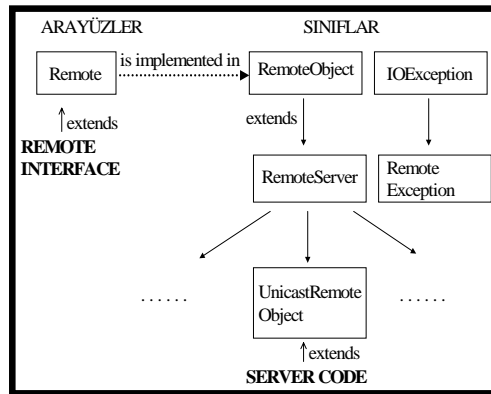 ARAYÜZLER
SINIFLAR
Remote
is implemented in
RemoteObject
IOException
extends
REMOTE
INTERFACE
extends
RemoteServer
Remote
Exception
......
UnicastRemote
Object
......
extends
SERVER CODE